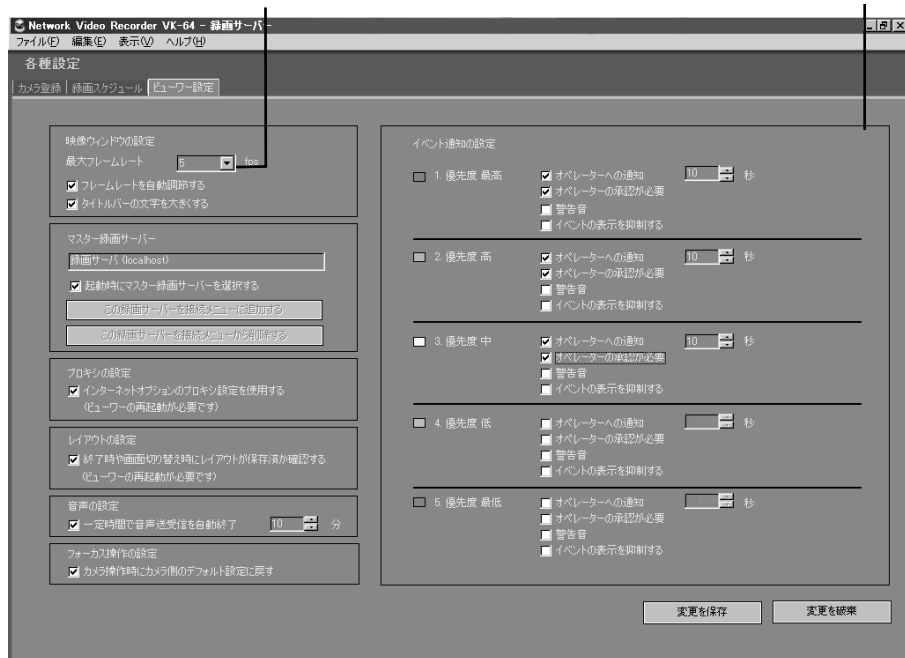 Network Video Recorder VK-64 - 録画サーバー
ファイル(F) 編集(E) 表示(V) ヘルプ(H)
各種設定
カメラ登録 録画スケジュール ビューワー設定
映像ウィンドウの設定
最大フレームレート 5 fps
フレームレートを自動調節する
タイトルバーの文字を大きくする
マスター録画サーバー
録画サーバ (localhost)
起動時にマスター録画サーバーを選択する
この録画サーバーを接続メニューに追加する
この録画サーバーを接続メニューから削除する
プロキシの設定
インターネットオプションのプロキシ設定を使用する
(ビューワーの再起動が必要です)
レイアウトの設定
終了時や画面切り替え時にレイアウトが保存済か確認する
(ビューワーの再起動が必要です)
音声の設定
一定時間で音声送受信を自動終了 10 分
フォーカス操作の設定
カメラ操作時にカメラ側のデフォルト設定に戻す
イベント通知の設定
1. 優先度 最高 オペレーターへの通知 10 秒
オペレーターの承認が必要
警告音
イベントの表示を抑制する
2. 優先度 高 オペレーターへの通知 10 秒
オペレーターの承認が必要
警告音
イベントの表示を抑制する
3. 優先度 中 オペレーターへの通知 10 秒
オペレーターの承認が必要
警告音
イベントの表示を抑制する
4. 優先度 低 オペレーターへの通知 秒
オペレーターの承認が必要
警告音
イベントの表示を抑制する
5. 優先度 最低 オペレーターへの通知 秒
オペレーターの承認が必要
警告音
イベントの表示を抑制する
変更を保存 変更を破棄